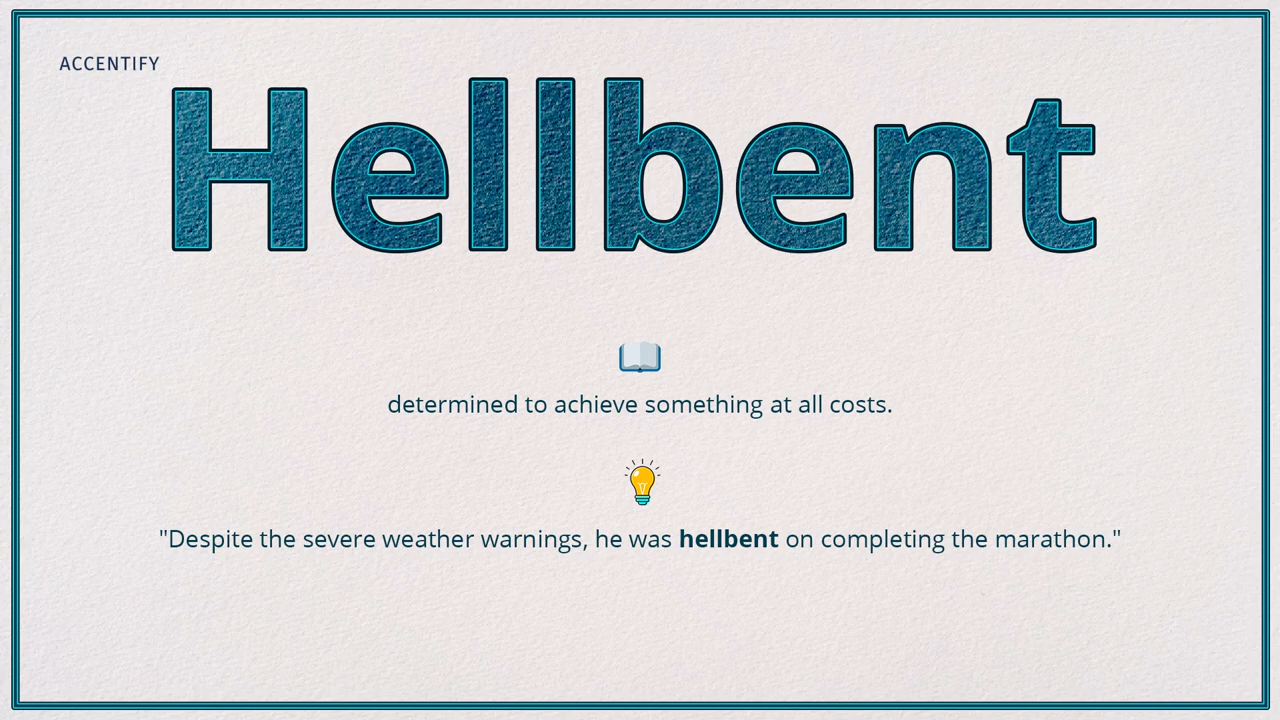 ACCENTIFY
Hellbent
determined to achieve something at all costs.
"Despite the severe weather warnings, he was hellbent on completing the marathon."